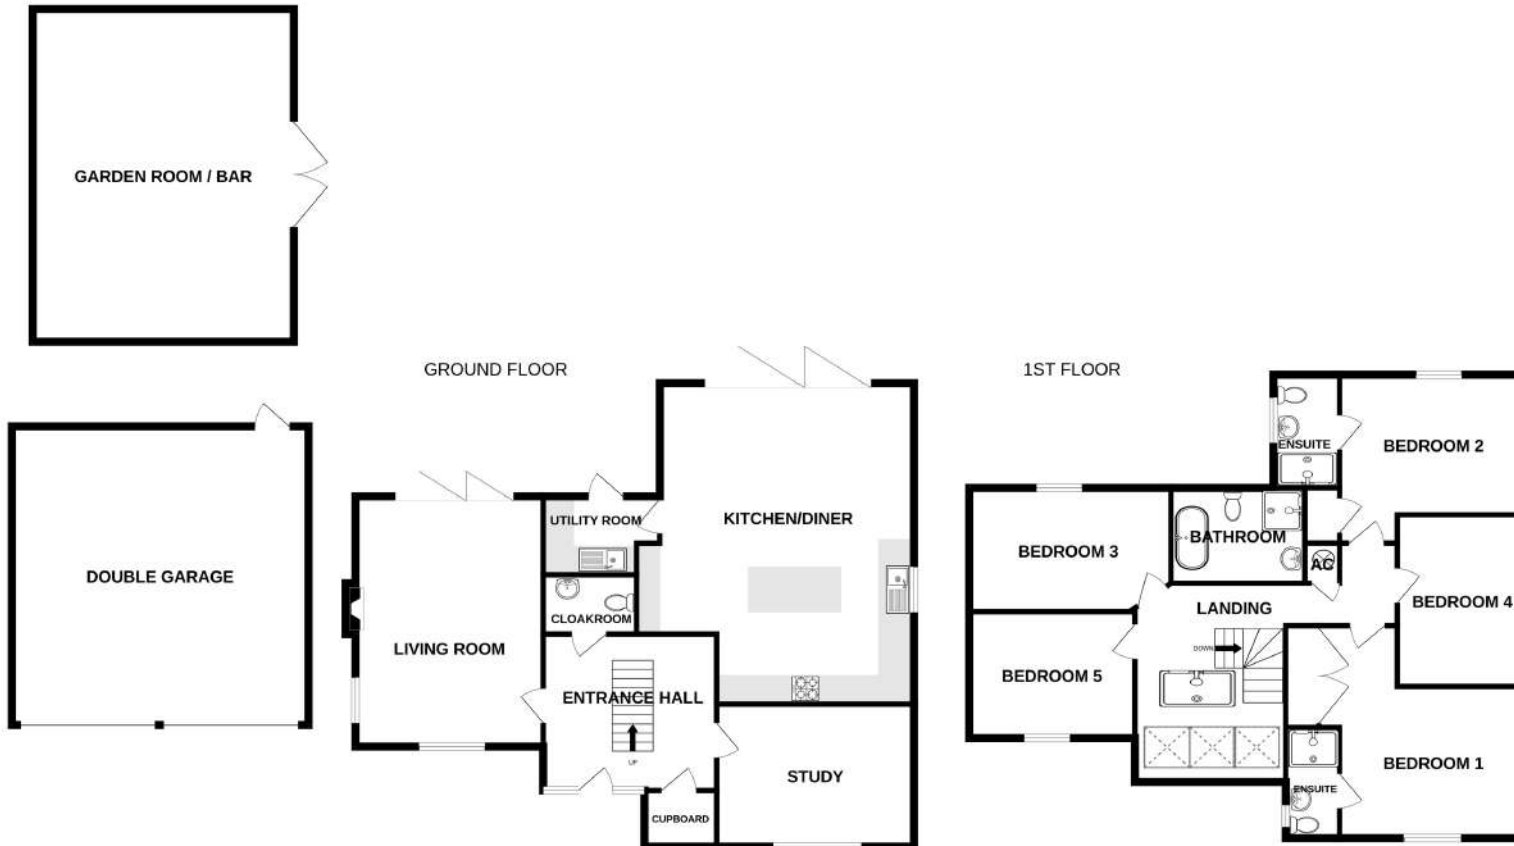 GARDEN ROOM / BAR
GROUND FLOOR
1ST FLOOR
DOUBLE GARAGE
UTILITY ROOM
KITCHEN/DINER
CLOAKROOM
LIVING ROOM
ENTRANCE HALL
UP
STUDY
CUPBOARD
ENSUITE
BEDROOM 2
BEDROOM 3
BATHROOM
AC
BEDROOM 4
LANDING
DOWN
BEDROOM 5
BEDROOM 1
ENSUITE